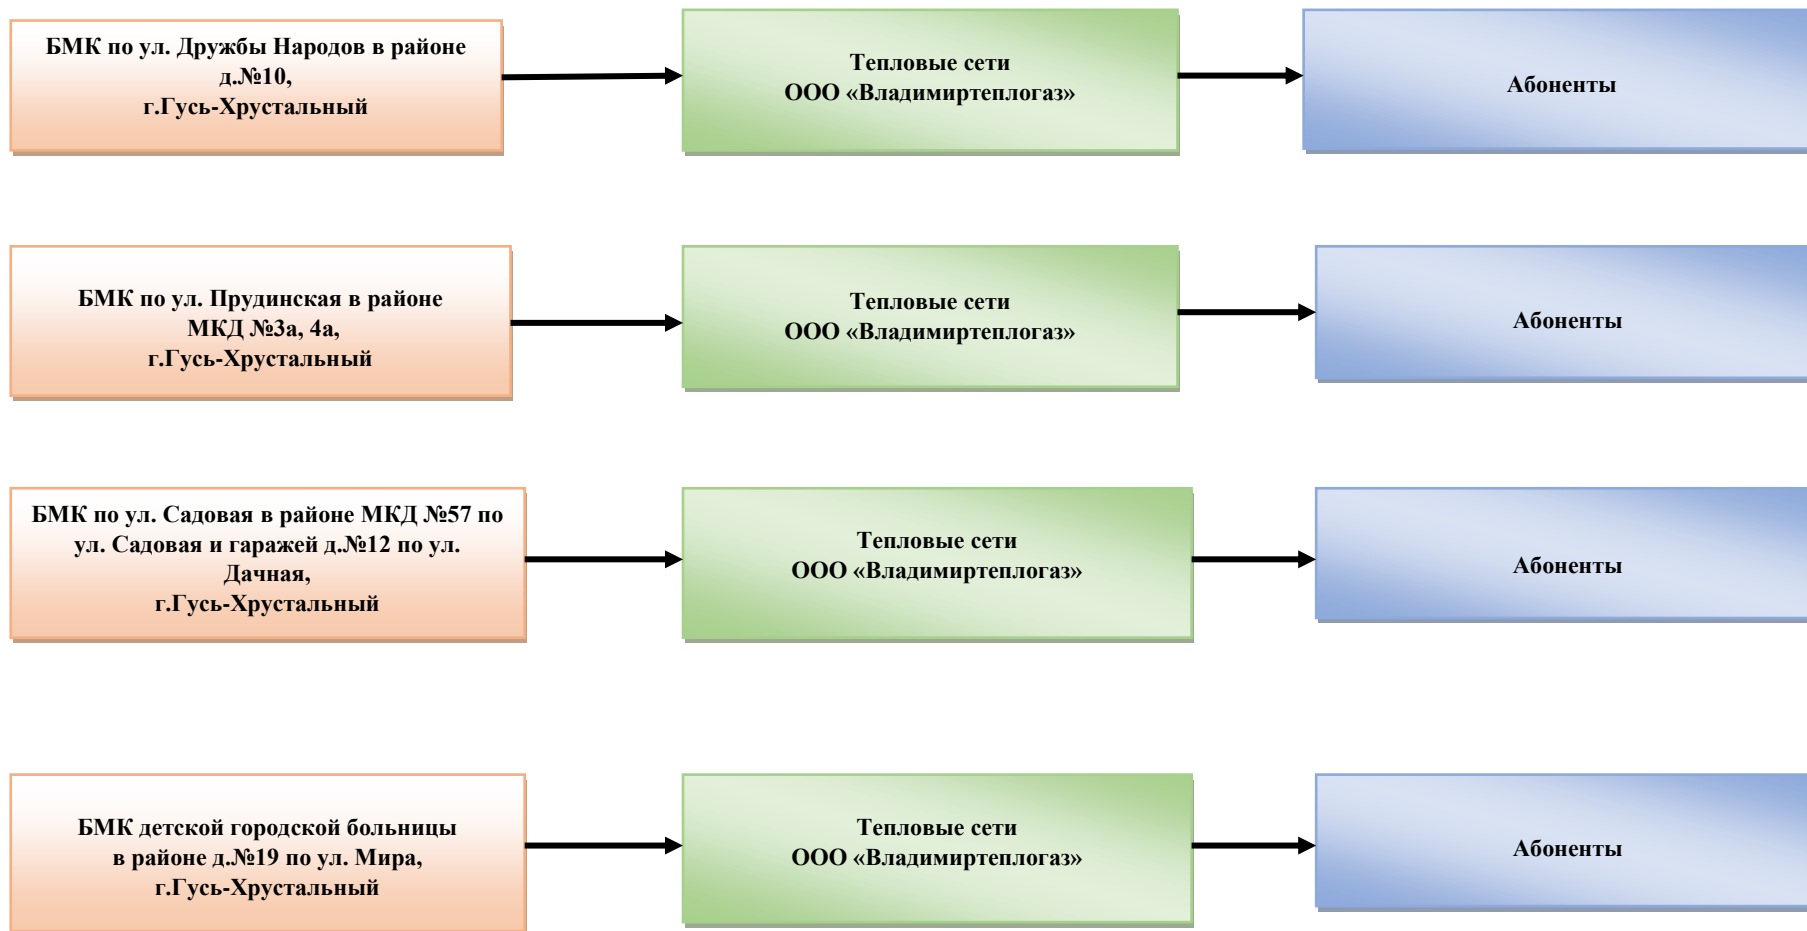 БМК по ул. Дружбы Народов в районе
д.№10,
г.Гусь-Хрустальный
Тепловые сети
ООО «Владимиртеплогаз»
Абоненты
БМК по ул. Прудинская в районе
МКД №3а, 4а,
г.Гусь-Хрустальный
Тепловые сети
ООО «Владимиртеплогаз»
Абоненты
БМК по ул. Садовая в районе МКД №57 по
ул. Садовая и гаражей д.№12 по ул.
Дачная,
г.Гусь-Хрустальный
Тепловые сети
ООО «Владимиртеплогаз»
Абоненты
БМК детской городской больницы
в районе д.№19 по ул. Мира,
г.Гусь-Хрустальный
Тепловые сети
ООО «Владимиртеплогаз»
Абоненты